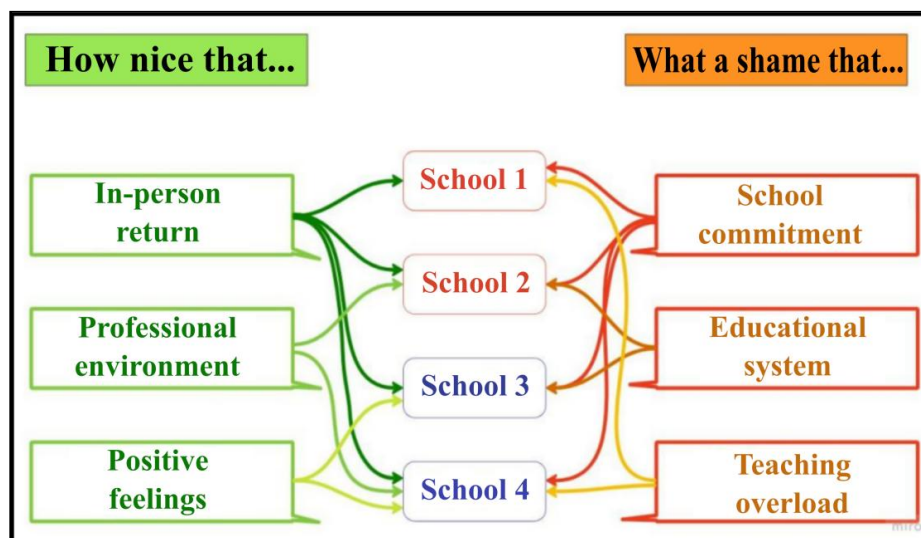 How nice that...
What a shame that...
In-person
return
Professional
environment
Positive
feelings
School 1
School 2
School 3
School 4
School
commitment
Educational
system
Teaching
overload
miro